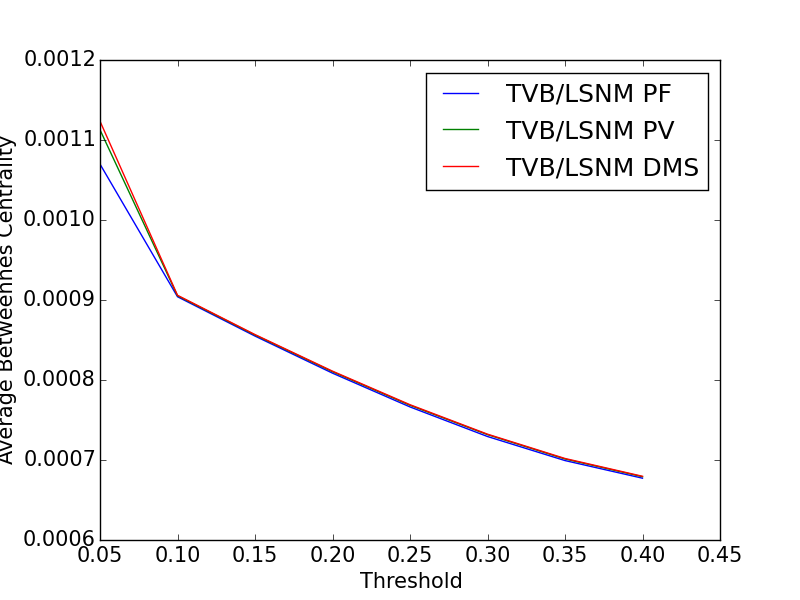 0.0012
0.0011
0.0010
0.0009
0.0008
0.0007
0.0006
Average Betweennes Centrality
TVB/LSNM PF
TVB/LSNM PV
TVB/LSNM DMS
0.05 0.10 0.15 0.20 0.25 0.30 0.35 0.40 0.45
Threshold